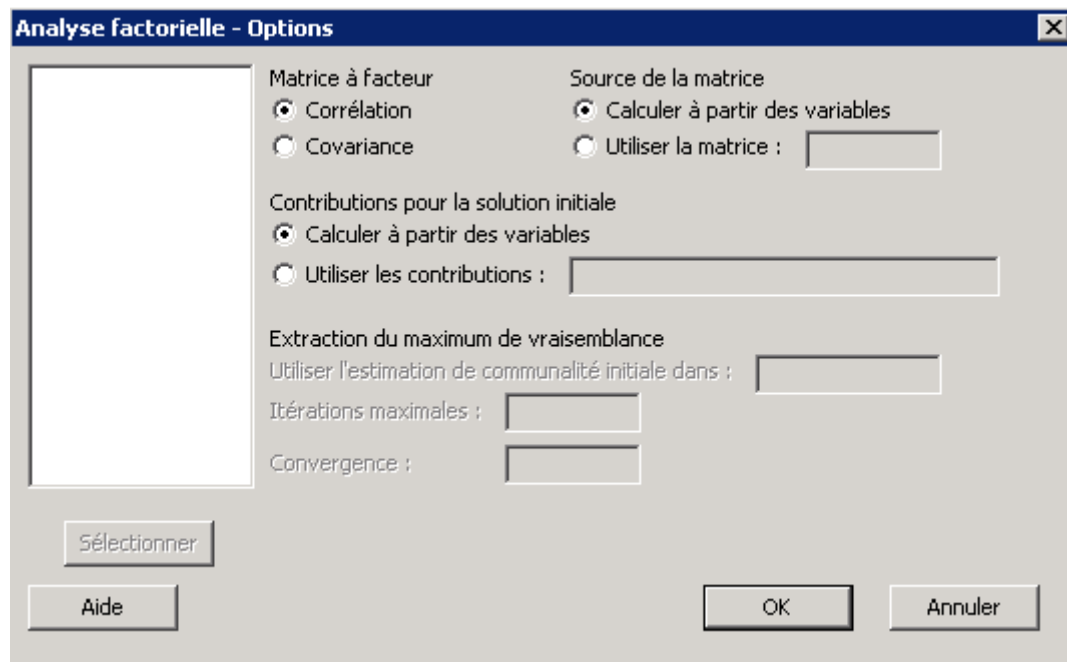 Analyse factorielle - Options
Matrice à facteur
Source de la matrice
Corrélation
Calculer à partir des variables
Covariance
Utiliser la matrice :
Contributions pour la solution initiale
Calculer à partir des variables
Utiliser les contributions :
Extraction du maximum de vraisemblance
Utiliser l'estimation de communalité initiale dans :
Itérations maximales :
Convergence :
Sélectionner
Aide
OK
Annuler